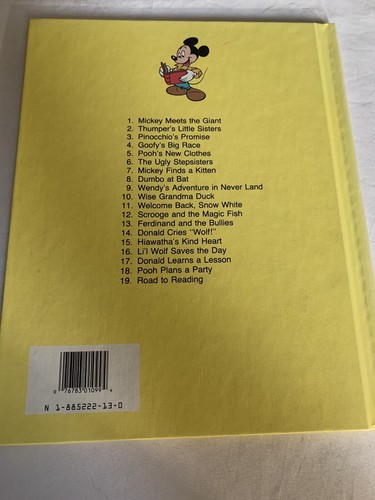 1. Mickey Meets the Giant
2. Thumper's Little Sisters
3. Pinocchio's Promise
4. Goofy's Big Race
5. Pooh's New Clothes
6. The Ugly Stepsisters
7. Mickey Finds a Kitten
8. Dumbo at Bat
9. Wendy's Adventure in Never Land
10. Wise Grandma Duck
11. Welcome Back, Snow White
12. Scrooge and the Magic Fish
13. Ferdinand and the Bullies
14. Donald Cries "Wolf!"
15. Hiawatha's Kind Heart
16. Li'l Wolf Saves the Day
17. Donald Learns a Lesson
18. Pooh Plans a Party
19. Road to Reading
0 76783 01099 4
N 1-885222-13-0